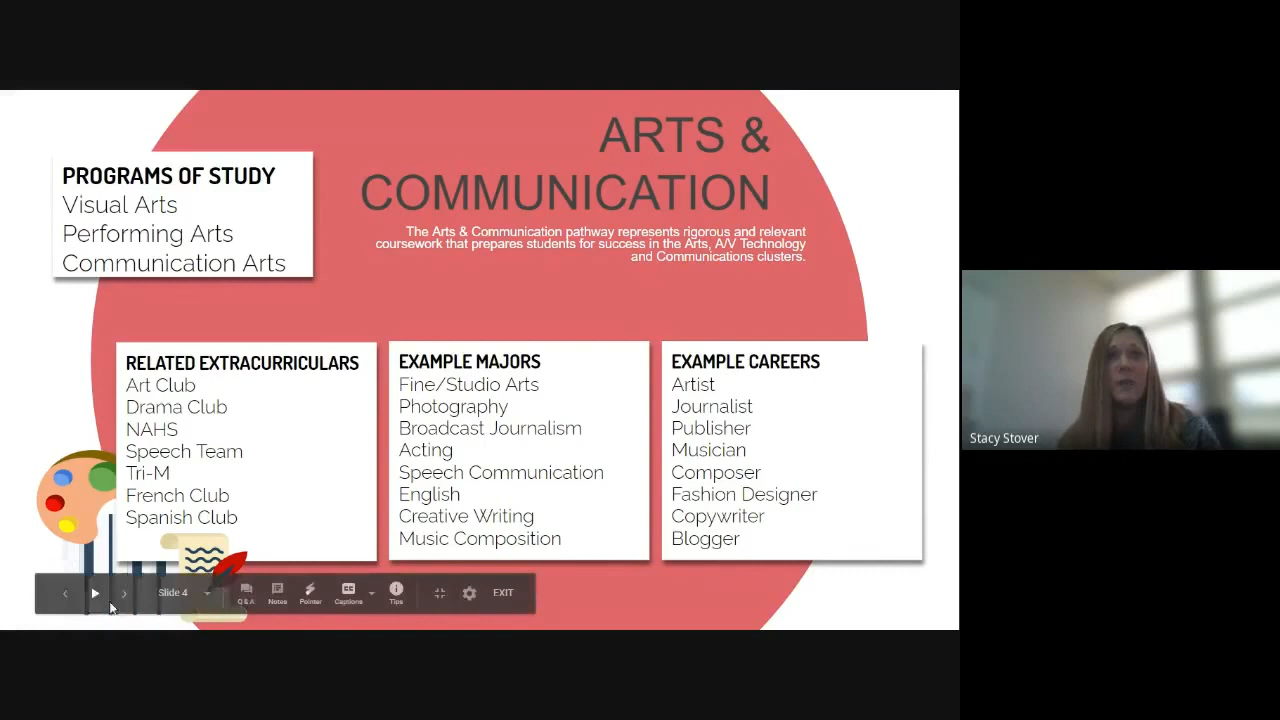 ARTS &
COMMUNICATION
The Arts & Communication pathway represents rigorous and relevant
coursework that prepares students for success in the Arts, A/V Technology
and Communications clusters.
PROGRAMS OF STUDY
Visual Arts
Performing Arts
Communication Arts
RELATED EXTRACURRICULARS
Art Club
Drama Club
NAHS
Speech Team
Tri-M
French Club
Spanish Club
EXAMPLE MAJORS
Fine/Studio Arts
Photography
Broadcast Journalism
Acting
Speech Communication
English
Creative Writing
Music Composition
EXAMPLE CAREERS
Artist
Journalist
Publisher
Musician
Composer
Fashion Designer
Copywriter
Blogger
Slide 4
Q & A
Notes
Pointer
Captions
Tips
EXIT
CC
Stacy Stover